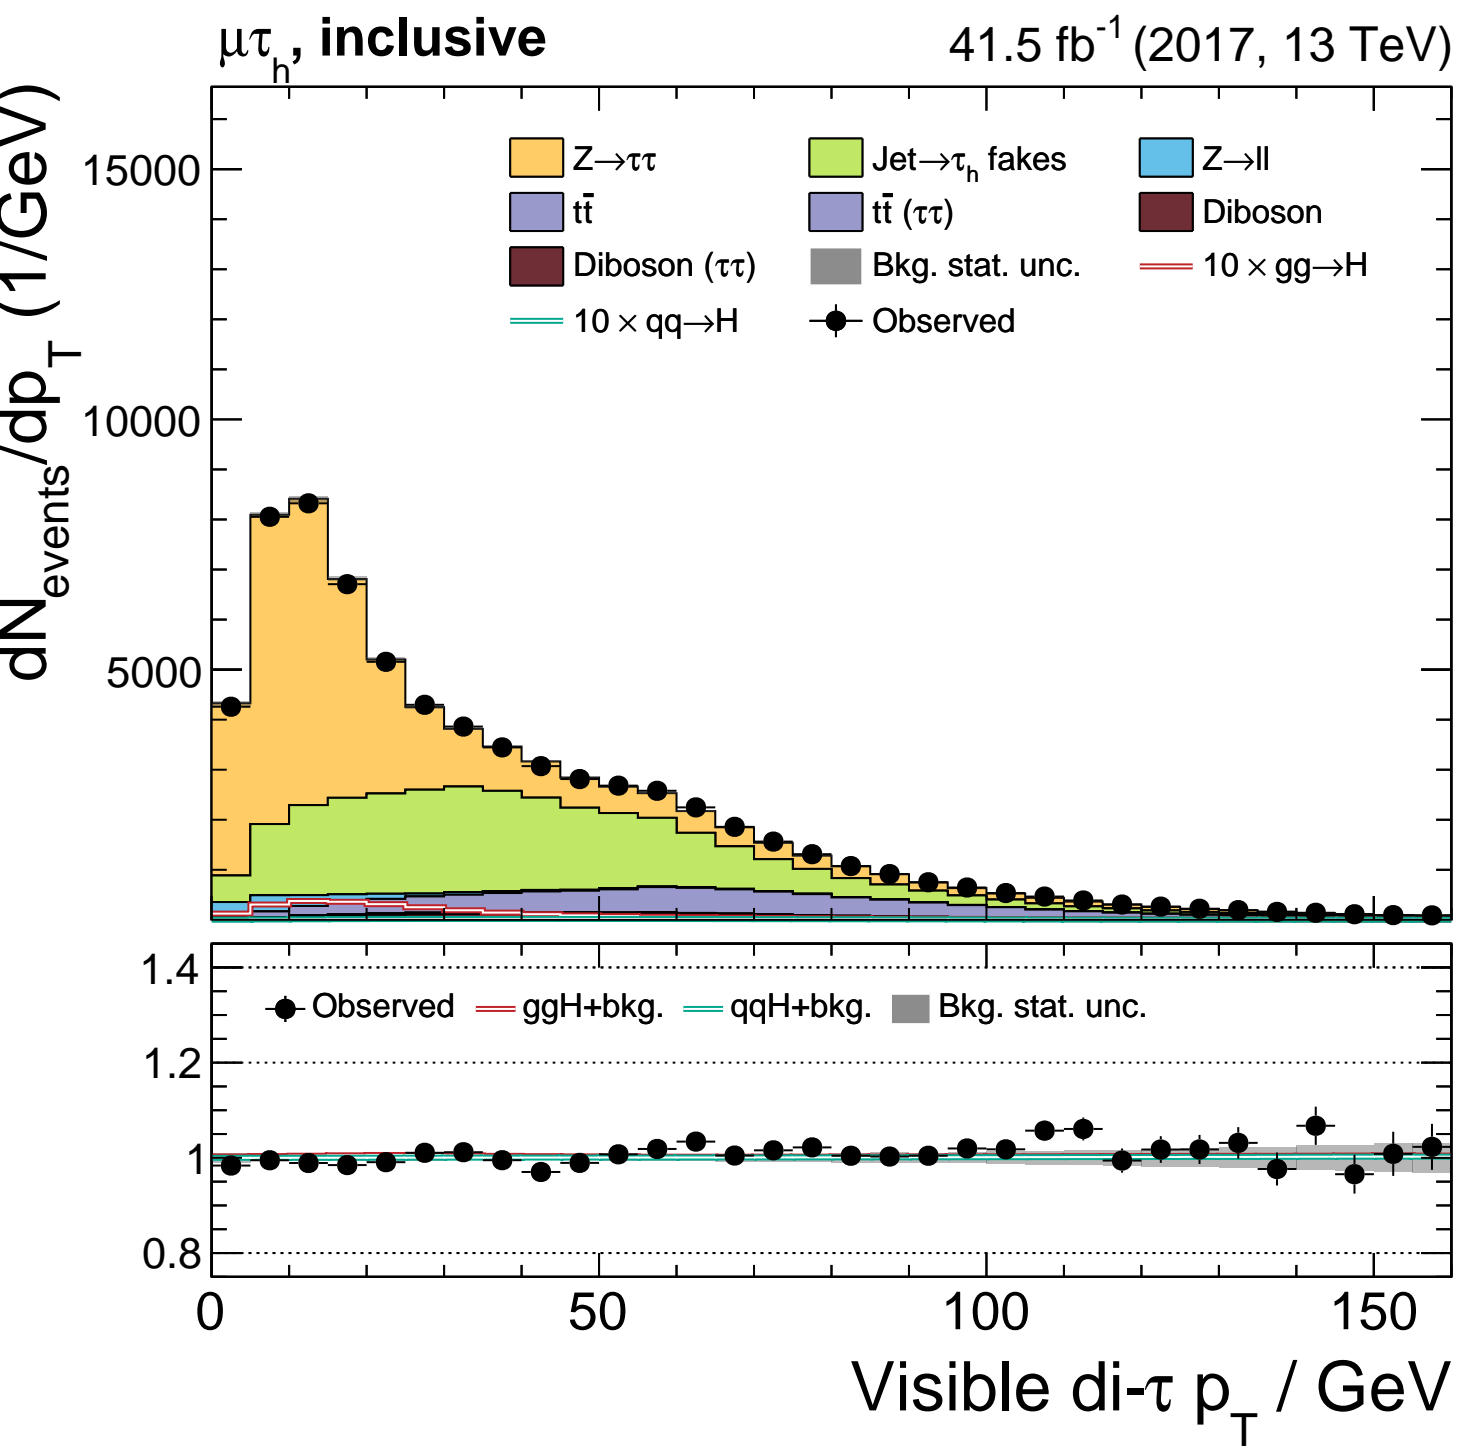 μτh, inclusive
41.5 fb-1 (2017, 13 TeV)
dNevents/dpT (1/GeV)
15000
10000
5000
Z→ττ
Jet→τh fakes
Z→ll
tt̄
tt̄ (ττ)
Diboson
Diboson (ττ)
Bkg. stat. unc.
10 × gg→H
10 × qq→H
Observed
1.4
1.2
1
0.8
Observed
ggH+bkg.
qqH+bkg.
Bkg. stat. unc.
0
50
100
150
Visible di-τ pT / GeV